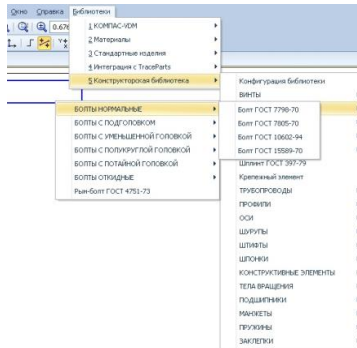 Окно Справка Библиотеки
0.676
1 КОМПАС-VDM
2 Материалы
3 Стандартные изделия
4 Интеграция с TraceParts
5 Конструкторская библиотека
Конфигурация библиотеки
ВИНТЫ
БОЛТЫ НОРМАЛЬНЫЕ
БОЛТЫ С ПОДГОЛОВКОМ
БОЛТЫ С УМЕНЬШЕННОЙ ГОЛОВКОЙ
БОЛТЫ С ПОЛУКРУГЛОЙ ГОЛОВКОЙ
БОЛТЫ С ПОТАЙНОЙ ГОЛОВКОЙ
БОЛТЫ ОТКИДНЫЕ
Рым-болт ГОСТ 4751-73
Болт ГОСТ 7798-70
Болт ГОСТ 7805-70
Болт ГОСТ 10602-94
Болт ГОСТ 15589-70
Шплинт ГОСТ 397-79
Крепежный элемент
ТРУБОПРОВОДЫ
ПРОФИЛИ
ОСИ
ШУРУПЫ
ШТИФТЫ
ШПОНКИ
КОНСТРУКТИВНЫЕ ЭЛЕМЕНТЫ
ТЕЛА ВРАЩЕНИЯ
ПОДШИПНИКИ
МАНЖЕТЫ
ПРУЖИНЫ
ЗАКЛЕПКИ